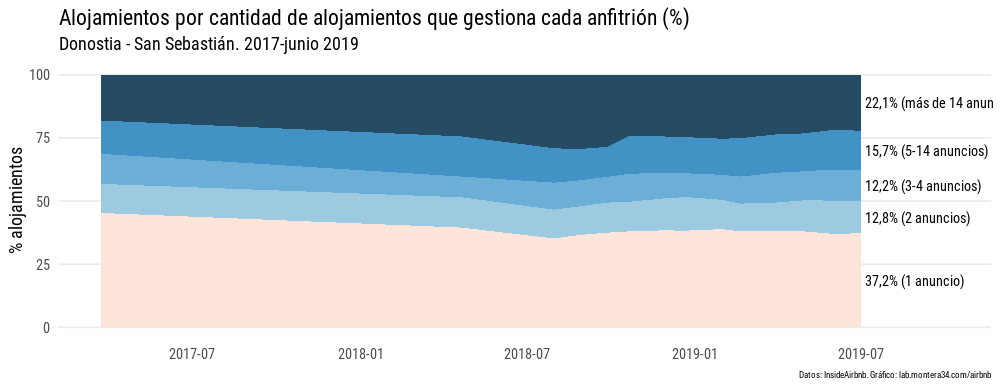 Alojamientos por cantidad de alojamientos que gestiona cada anfitrión (%)
Donostia - San Sebastián. 2017-junio 2019
% alojamientos
100
75
50
25
0
22,1% (más de 14 anun
15,7% (5-14 anuncios)
12,2% (3-4 anuncios)
12,8% (2 anuncios)
37,2% (1 anuncio)
2017-07
2018-01
2018-07
2019-01
2019-07
Datos: InsideAirbnb. Gráfico: lab.montera34.com/airbnb